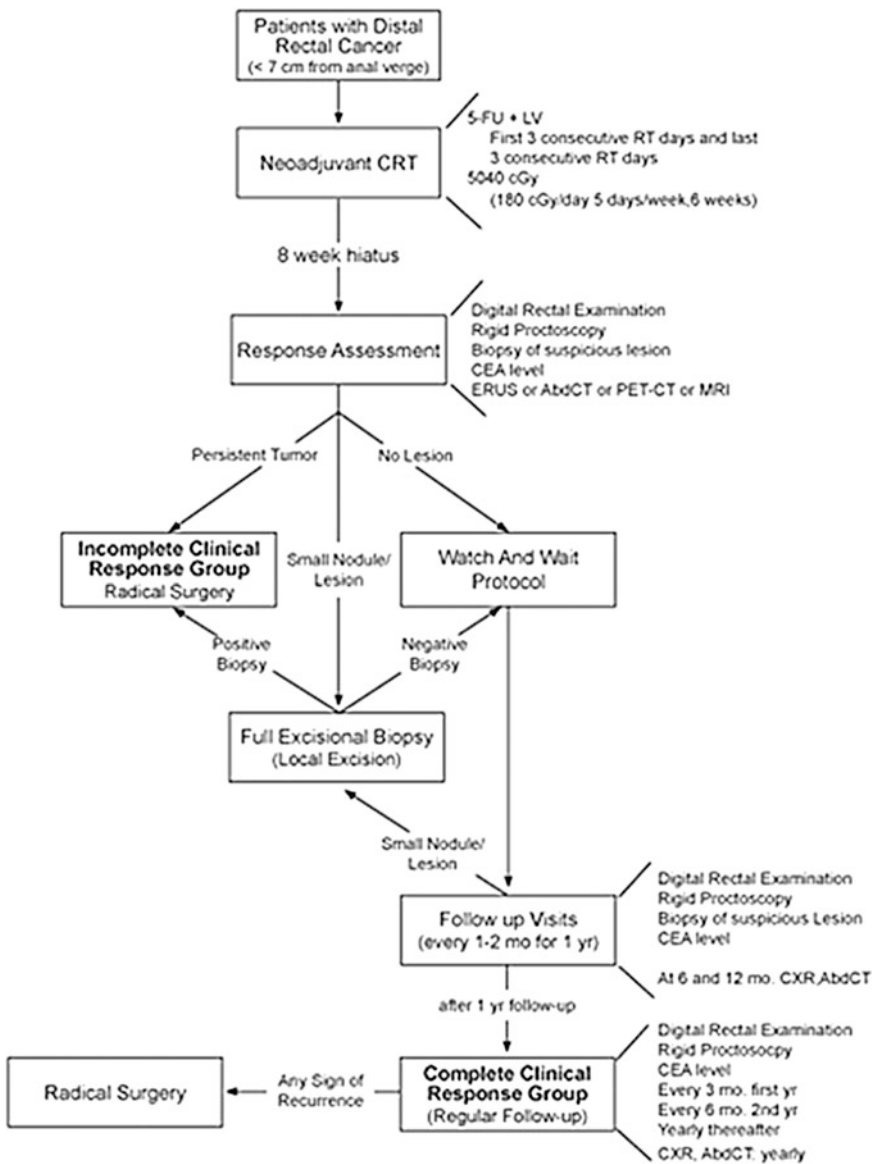 Patients with Distal
Rectal Cancer
(< 7 cm from anal verge)
Neoadjuvant CRT
5-FU + LV
First 3 consecutive RT days and last
3 consecutive RT days
5040 cGy
(180 cGy/day 5 days/week,6 weeks)
8 week hiatus
Response Assessment
Digital Rectal Examination
Rigid Proctoscopy
Biopsy of suspicious lesion
CEA level
ERUS or AbdCT or PET-CT or MRI
Persistent Tumor
No Lesion
Incomplete Clinical
Response Group
Radical Surgery
Small Nodule/
Lesion
Watch And Wait
Protocol
Positive
Biopsy
Negative
Biopsy
Full Excisional Biopsy
(Local Excision)
Small Nodule/
Lesion
Follow up Visits
(every 1-2 mo for 1 yr)
Digital Rectal Examination
Rigid Proctoscopy
Biopsy of suspicious Lesion
CEA level
At 6 and 12 mo. CXR,AbdCT
after 1 yr follow-up
Radical Surgery
Any Sign of
Recurrence
Complete Clinical
Response Group
(Regular Follow-up)
Digital Rectal Examination
Rigid Proctosocpy
CEA level
Every 3 mo. first yr
Every 6 mo. 2nd yr
Yearly thereafter
CXR, AbdCT: yearly